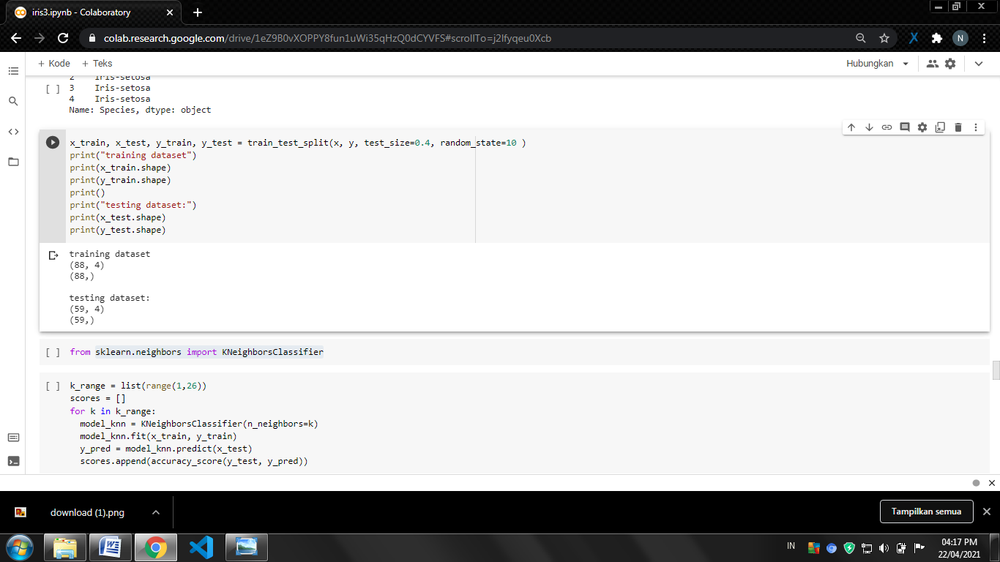 iris3.ipynb - Colaboratory
colab.research.google.com/drive/1eZ9B0vXOPPY8fun1uWi35qHzQ0dCYVFS#scrollTo=j2lfyqeu0Xcb
N
+ Kode + Teks
Hubungkan
2 Iris-setosa
[ ] 3 Iris-setosa
4 Iris-setosa
Name: Species, dtype: object
x_train, x_test, y_train, y_test = train_test_split(x, y, test_size=0.4, random_state=10 )
print("training dataset")
print(x_train.shape)
print(y_train.shape)
print()
print("testing dataset:")
print(x_test.shape)
print(y_test.shape)
training dataset
(88, 4)
(88,)
testing dataset:
(59, 4)
(59,)
[ ] from sklearn.neighbors import KNeighborsClassifier
[ ] k_range = list(range(1,26))
scores = []
for k in k_range:
model_knn = KNeighborsClassifier(n_neighbors=k)
model_knn.fit(x_train, y_train)
y_pred = model_knn.predict(x_test)
scores.append(accuracy_score(y_test, y_pred))
download (1).png
Tampilkan semua
IN
04:17 PM
22/04/2021